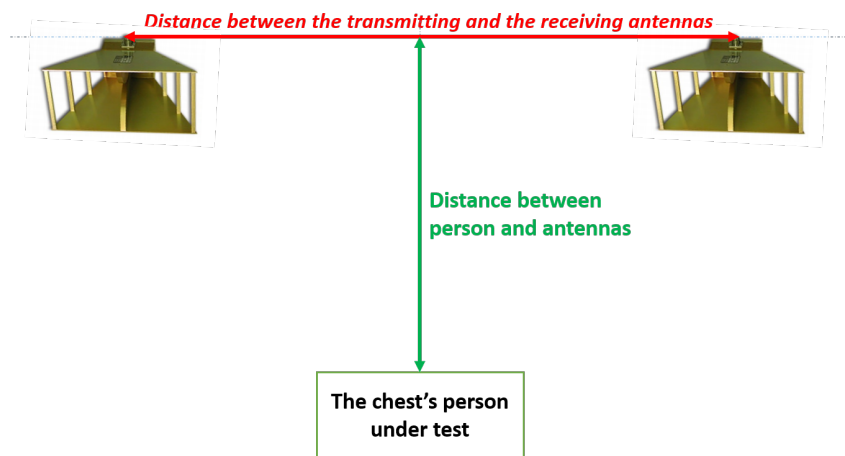 Distance between the transmitting and the receiving antennas
Distance between
person and antennas
The chest's person
under test